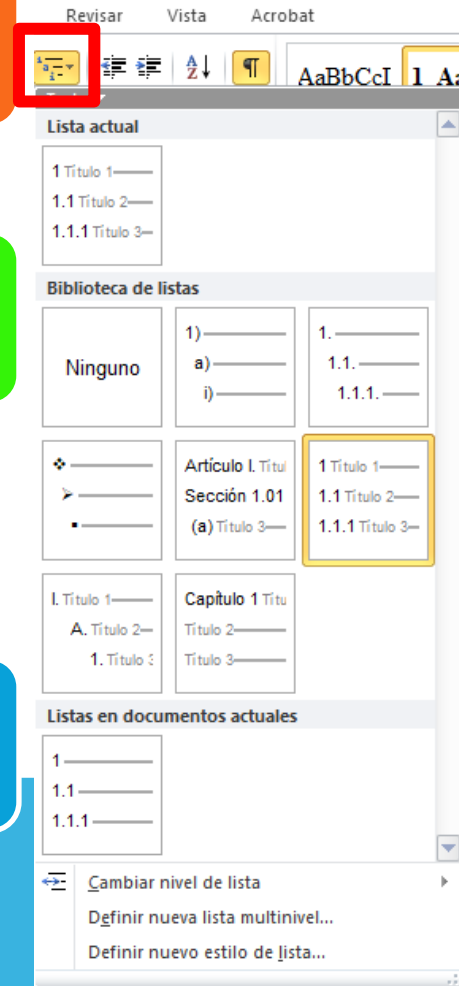 Revisar Vista Acrobat
AaBbCcI 1 Aa
Lista actual
1 Título 1
1.1 Título 2
1.1.1 Título 3
Biblioteca de listas
Ninguno
1)
a)
i)
1.
1.1.
1.1.1.
Artículo I. Títul
Sección 1.01
(a) Título 3
1 Título 1
1.1 Título 2
1.1.1 Título 3
I. Título 1
A. Título 2
1. Título 3
Capítulo 1 Títu
Título 2
Título 3
Listas en documentos actuales
1
1.1
1.1.1
Cambiar nivel de lista
Definir nueva lista multinivel...
Definir nuevo estilo de lista...